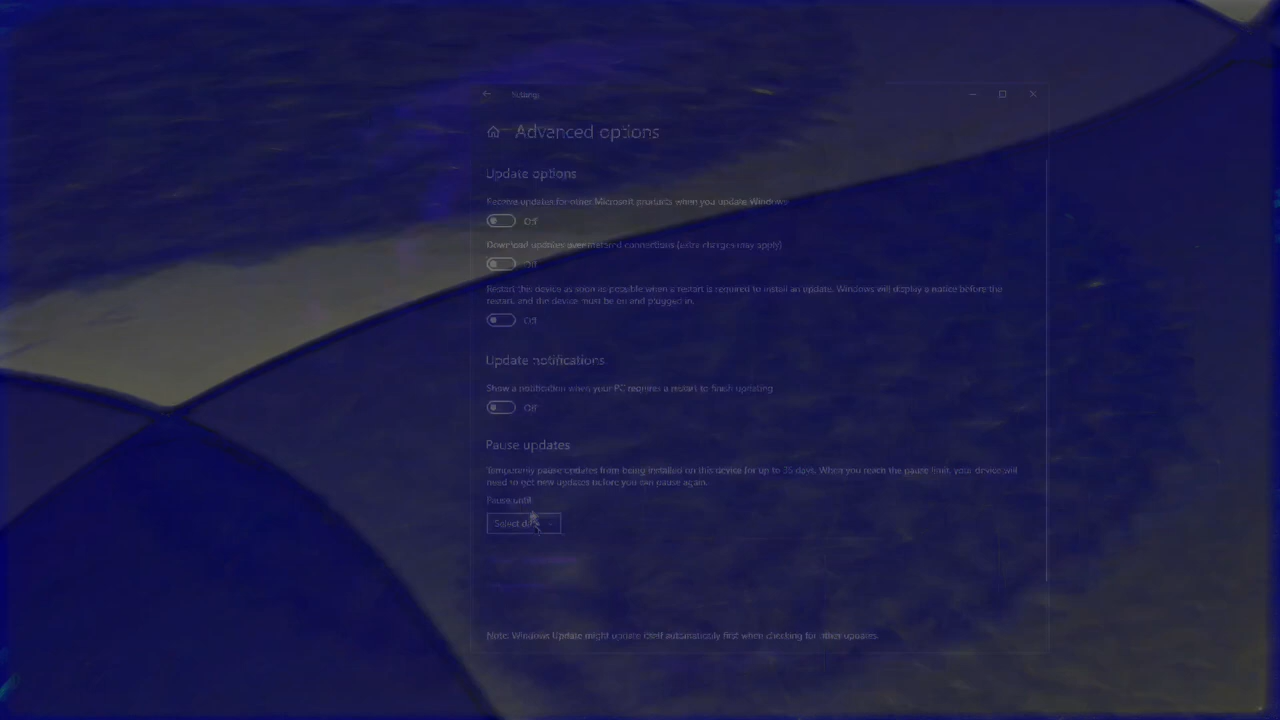 Settings
Advanced options
Update options
Receive updates for other Microsoft products when you update Windows
Off
Download updates over metered connections (extra charges may apply)
Off
Restart this device as soon as possible when a restart is required to install an update. Windows will display a notice before the
restart, and the device must be on and plugged in.
Off
Update notifications
Show a notification when your PC requires a restart to finish updating
Off
Pause updates
Temporarily pause updates from being installed on this device for up to 35 days. When you reach the pause limit, your device will
need to get new updates before you can pause again.
Pause until
Select date
Note: Windows Update might update itself automatically first when checking for other updates.